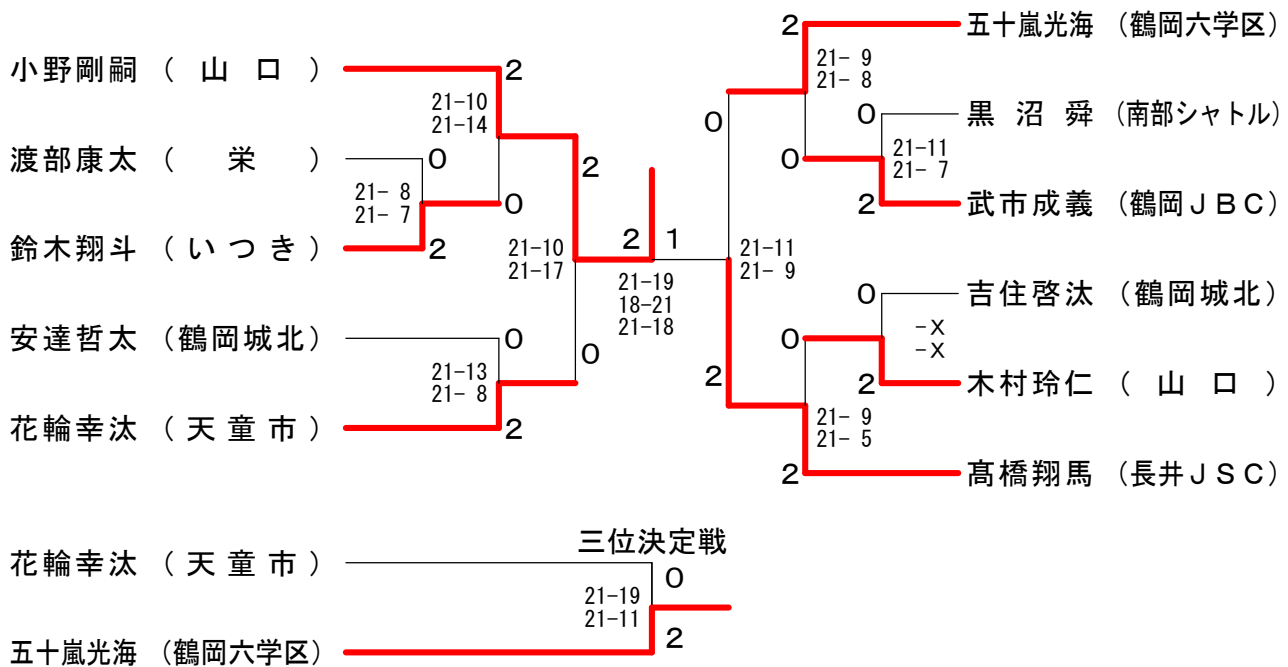 小野剛嗣 （ 山 口 ）
2
21-10
21-14
渡部康太 （ 栄 ）
0
21- 8
21- 7
0
鈴木翔斗 （ い つ き ）
2
2
21-10
21-17
0
安達哲太 （鶴岡城北）
0
21-13
21- 8
花輪幸汰 （ 天 童 市 ）
2
2 1
21-19
18-21
21-18
2
五十嵐光海 （鶴岡六学区）
21- 9
21- 8
0
0
黒 沼 舜 （南部シャトル）
21-11
21- 7
0
2
武市成義 （鶴岡ＪＢＣ）
21-11
21- 9
0
吉住啓汰 （鶴岡城北）
-X
-X
0
2
2
木村玲仁 （ 山 口 ）
21- 9
21- 5
2
髙橋翔馬 （長井ＪＳＣ）
三位決定戦
花輪幸汰 （ 天 童 市 ）
0
21-19
21-11
2
五十嵐光海 （鶴岡六学区）